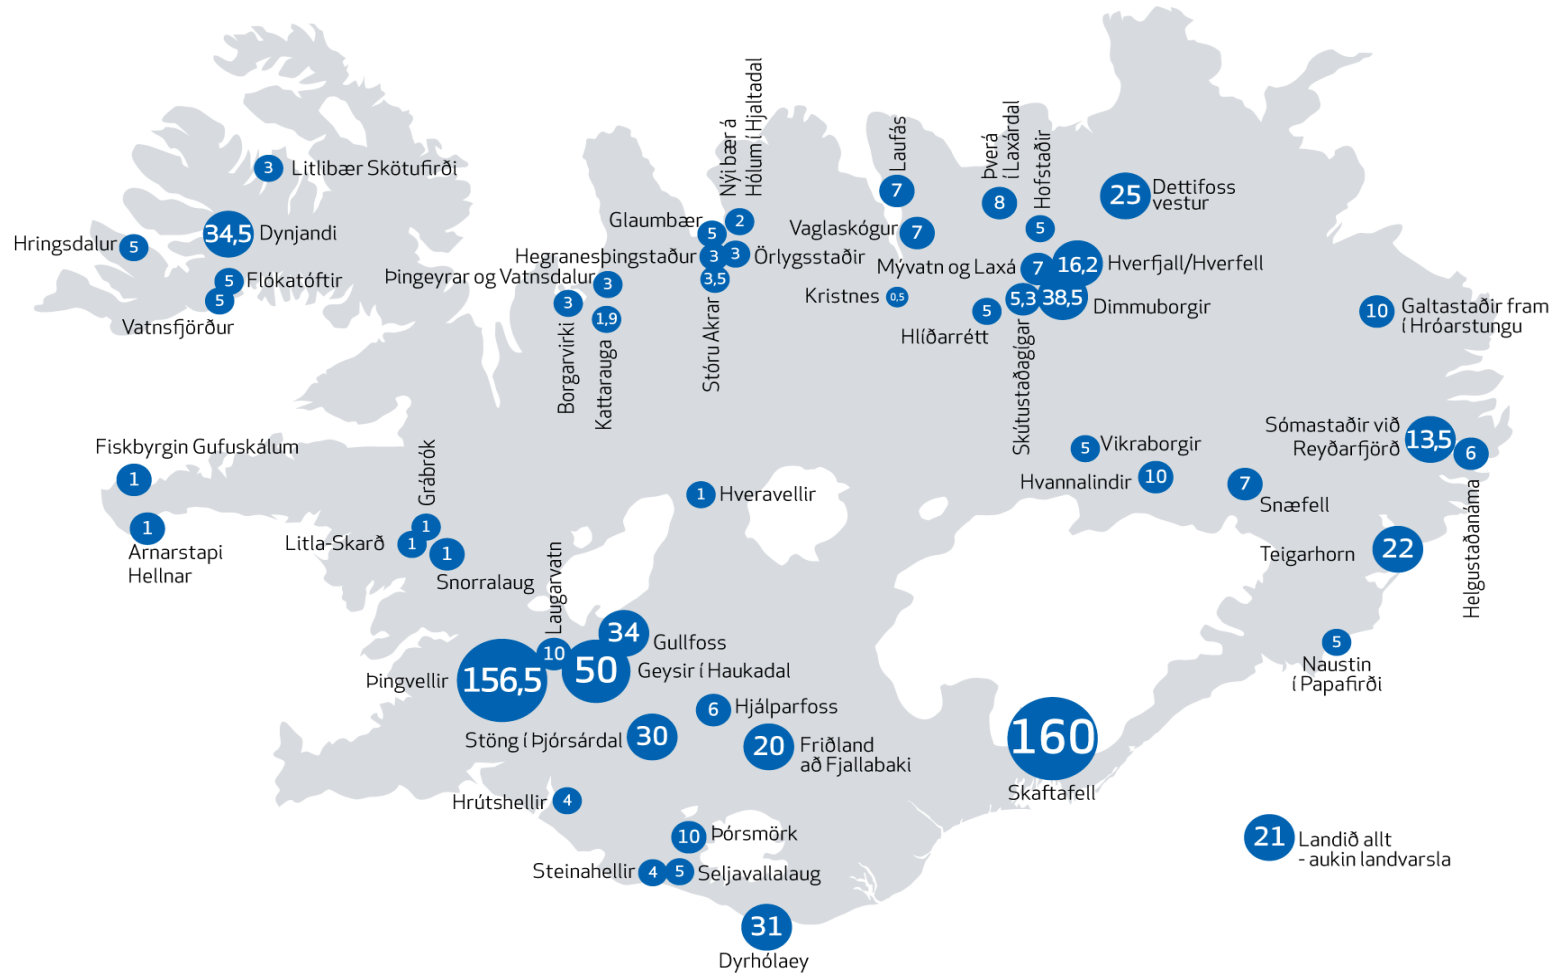 Nýi bær á
Hólum í Hjaltadal
Laufás
7
Þverá
í Laxárdal
8
Hofstaðir
5
3
Litlibær Skötufirði
25
Dettifoss
vestur
34,5
Dynjandi
Hringsdalur
5
Flókatóftir
5
5
Vatnsfjörður
Glaumbær
5
2
Hegranesþingstaður
3
3
Örlygsstaðir
Þingeyrar og Vatnsdalur
3
3,5
Stóru Akrar
3
Borgarvirki
1,9
Kattarauga
Vaglaskógur
7
Mývatn og Laxá
7
16,2
Hverfjall/Hverfell
Kristnes
0,5
5,3
38,5
Dimmuborgir
Hlíðarrétt
5
Skútustaðagígar
10
Galtastaðir fram
í Hróarstungu
Fiskbyrgin Gufuskálum
1
1
Arnarstapi
Hellnar
Grábrók
1
Litla-Skarð
1
1
Snorralaug
1
Hveravellir
5
Vikraborgir
Hvannalindir
10
7
Snæfell
Sómastaðir við
Reyðarfjörð
13,5
6
Helgustaðanáma
Teigarhorn
22
5
Naustin
í Papafirði
Laugarvatn
10
34
Gullfoss
Þingvellir
156,5
50
Geysir í Haukadal
6
Hjálparfoss
Stöng í Þjórsárdal
30
20
Friðland
að Fjallabaki
160
Skaftafell
Hrútshellir
4
10
Þórsmörk
Steinahellir
4
5
Seljavallalaug
31
Dyrhólaey
21
Landið allt
- aukin landvarsla